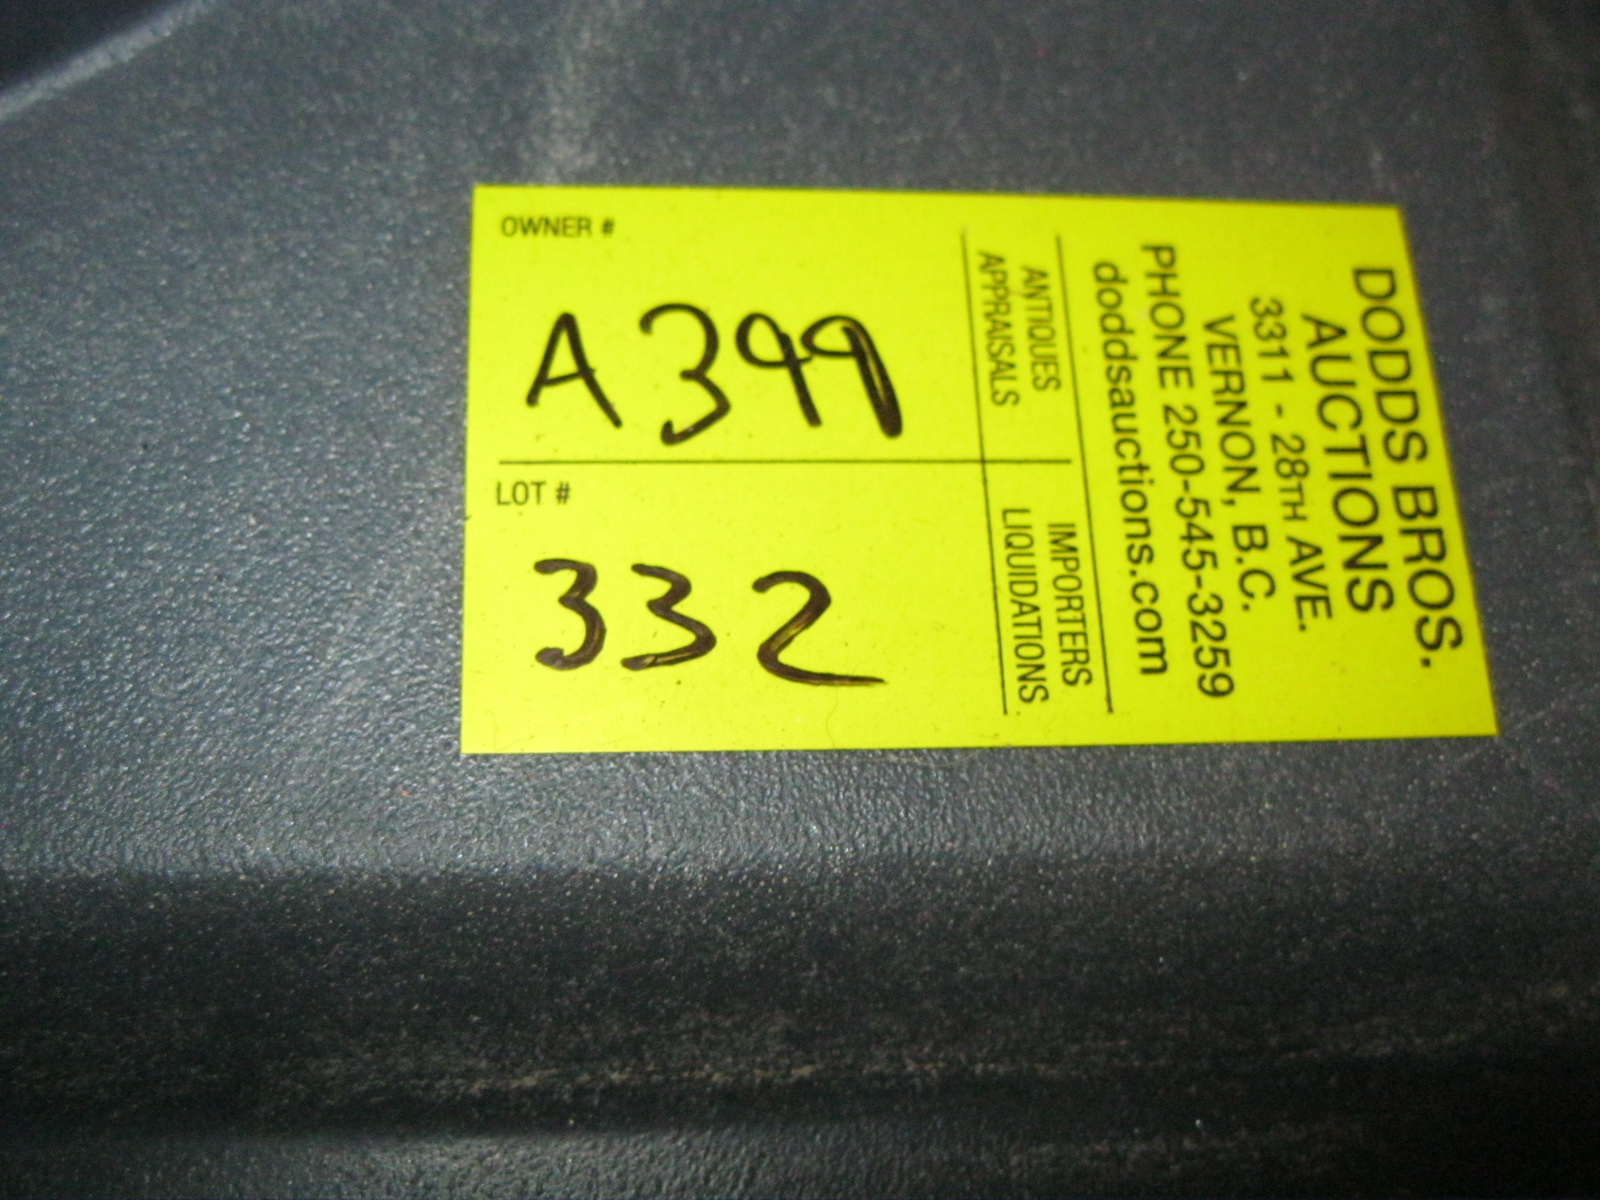 OWNER #
A399
LOT #
332
DODDS BROS.
AUCTIONS
3311 - 28TH AVE.
VERNON, B.C.
PHONE 250-545-3259
doddsauctions.com
ANTIQUES
APPRAISALS
IMPORTERS
LIQUIDATIONS